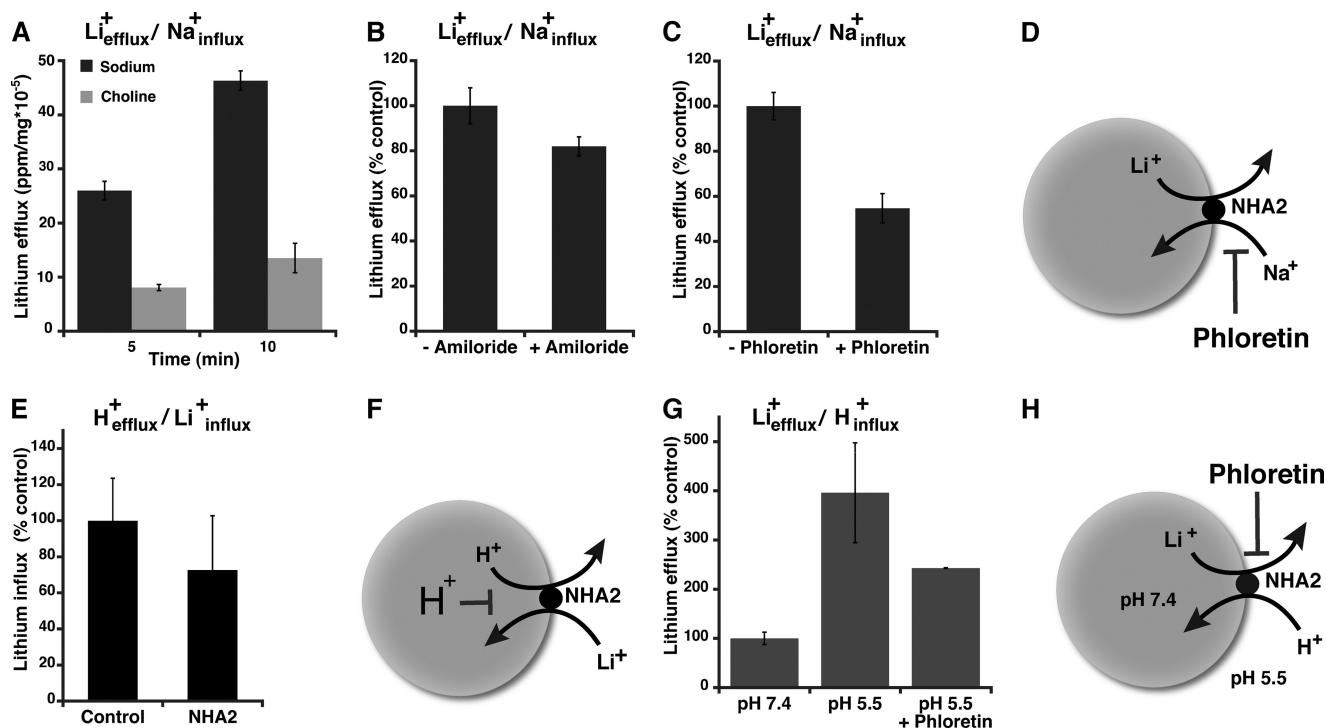 A
Li+efflux/ Na+influx
Lithium efflux (ppm/mg*10-5)
50
40
30
20
10
0
Sodium
Choline
5
10
Time (min)
B
Li+efflux/ Na+influx
Lithium efflux (% control)
120
100
80
60
40
20
0
- Amiloride
+ Amiloride
C
Li+efflux/ Na+influx
Lithium efflux (% control)
120
100
80
60
40
20
0
- Phloretin
+ Phloretin
D
Li+
NHA2
Na+
Phloretin
E
H+efflux/Li+influx
Lithium influx (% control)
140
120
100
80
60
40
20
0
Control
NHA2
F
H+
H+
NHA2
Li+
G
Li+efflux/ H+influx
Lithium efflux (% control)
500
400
300
200
100
0
pH 7.4
pH 5.5
pH 5.5
+ Phloretin
H
Phloretin
Li+
NHA2
pH 7.4
H+
pH 5.5